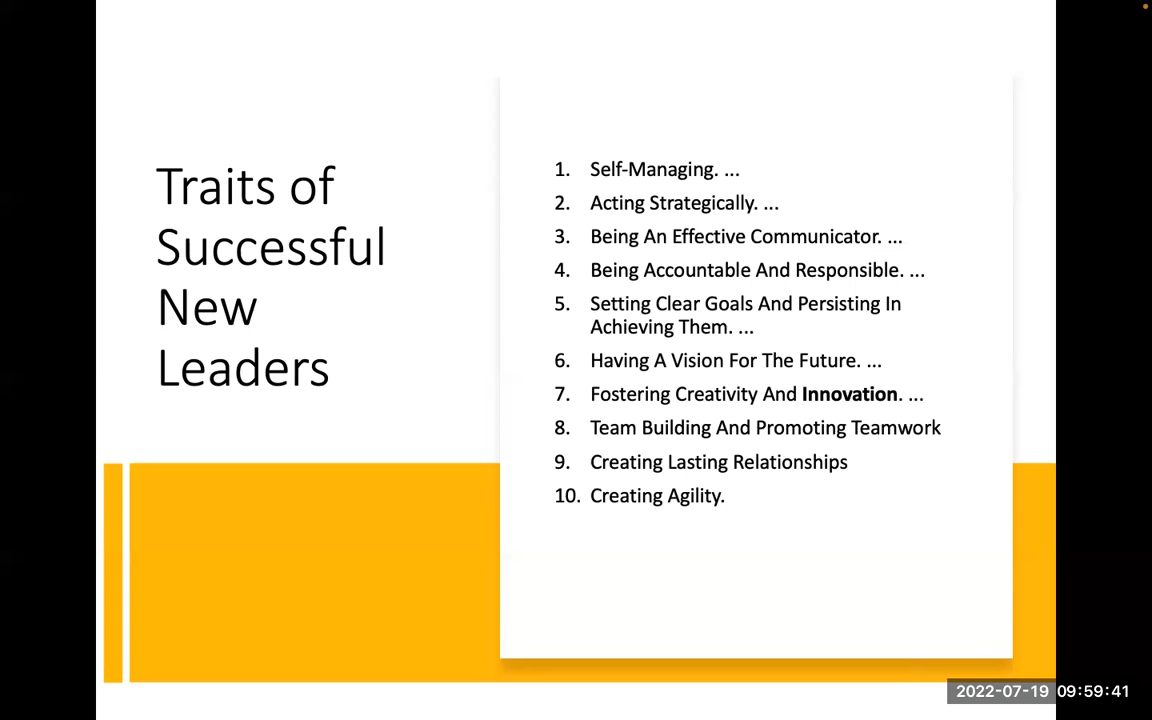 Traits of
Successful
New
Leaders
1. Self-Managing. ...
2. Acting Strategically. ...
3. Being An Effective Communicator. ...
4. Being Accountable And Responsible. ...
5. Setting Clear Goals And Persisting In
Achieving Them. ...
6. Having A Vision For The Future. ...
7. Fostering Creativity And Innovation. ...
8. Team Building And Promoting Teamwork
9. Creating Lasting Relationships
10. Creating Agility.
2022-07-19 09:59:41